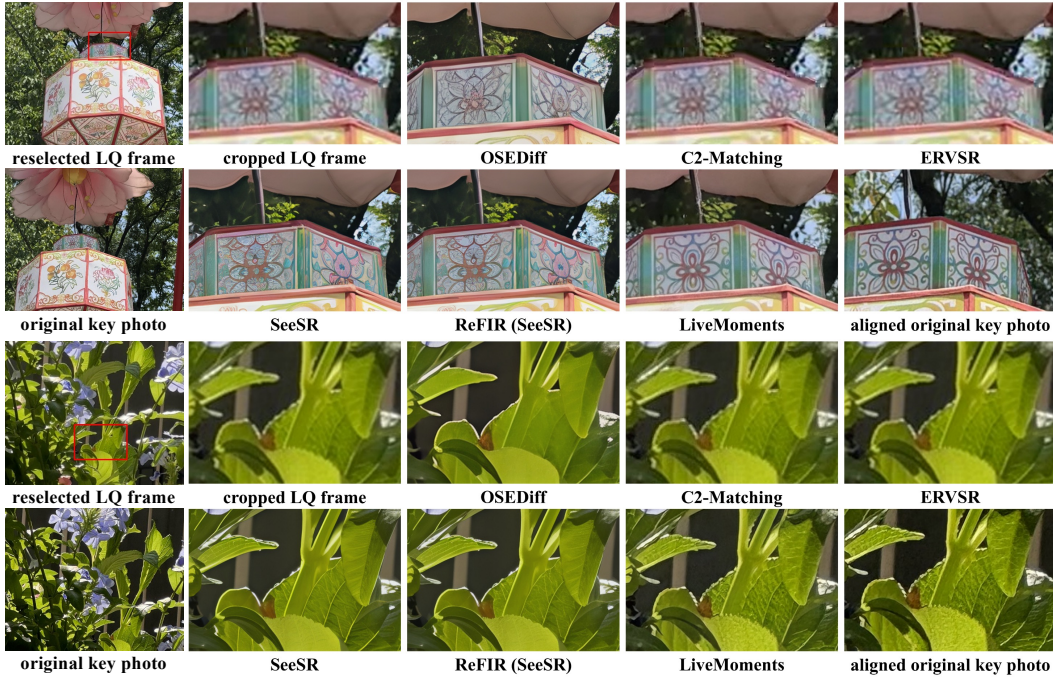 reselected LQ frame
cropped LQ frame
OSEDiff
C2-Matching
ERVSR
original key photo
SeeSR
ReFIR (SeeSR)
LiveMoments
aligned original key photo
reselected LQ frame
cropped LQ frame
OSEDiff
C2-Matching
ERVSR
original key photo
SeeSR
ReFIR (SeeSR)
LiveMoments
aligned original key photo